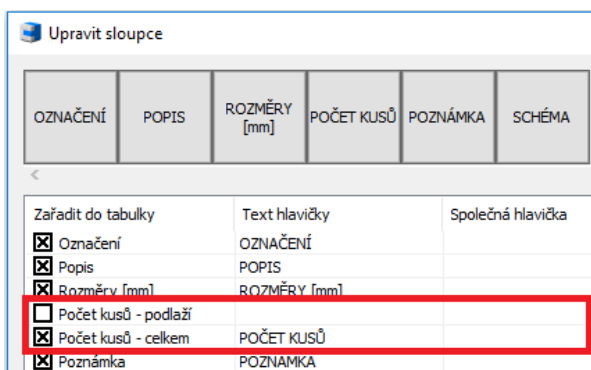 Upravit sloupce
OZNAČENÍ POPIS ROZMĚRY [mm] POČET KUSŮ POZNÁMKA SCHÉMA
Zařadit do tabulky Text hlavičky Společná hlavička
Označení OZNAČENÍ
Popis POPIS
Rozměry [mm] ROZMĚRY [mm]
Počet kusů - podlaží
Počet kusů - celkem POČET KUSŮ
Poznámka POZNAMKA